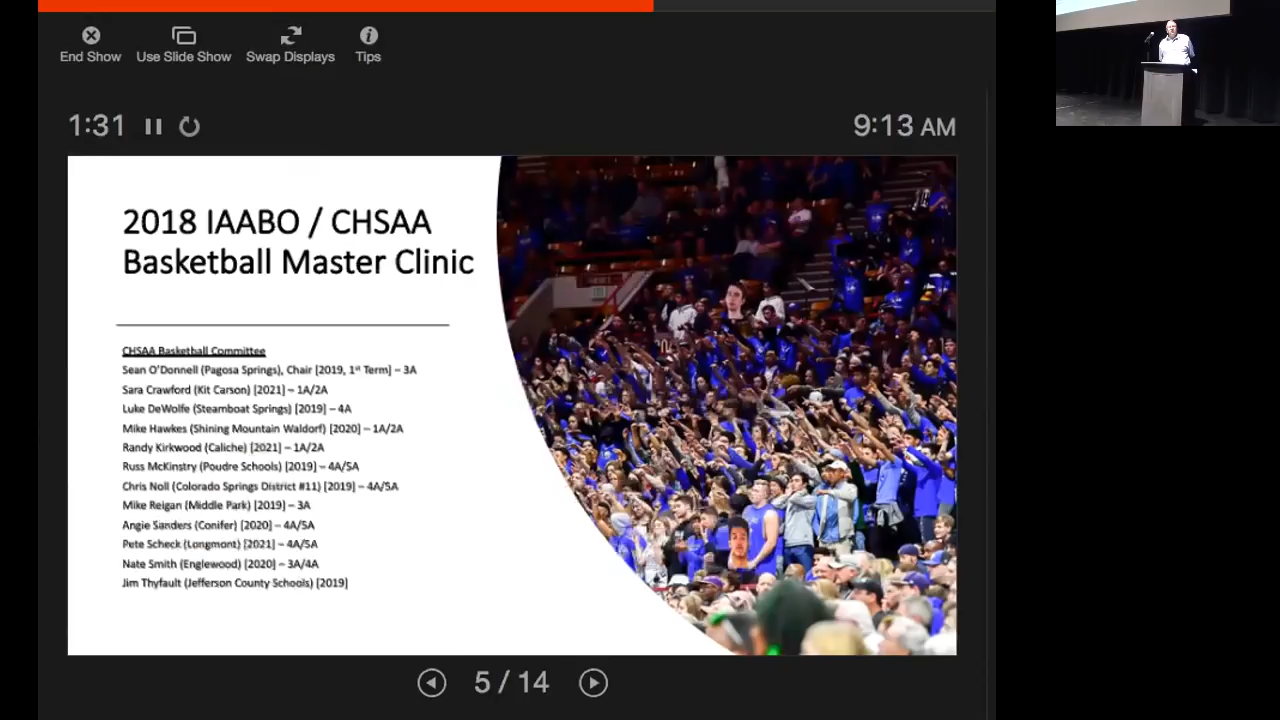 End Show
Use Slide Show
Swap Displays
Tips
1:31
9:13 AM
2018 IAABO / CHSAA
Basketball Master Clinic
CHSAA Basketball Committee
Sean O'Donnell (Pagosa Springs), Chair [2019, 1st Term] – 3A
Sara Crawford (Kit Carson) [2021] – 1A/2A
Luke DeWolfe (Steamboat Springs) [2019] – 4A
Mike Hawkes (Shining Mountain Waldorf) [2020] – 1A/2A
Randy Kirkwood (Caliche) [2021] – 1A/2A
Russ McKinstry (Poudre Schools) [2019] – 4A/5A
Chris Noll (Colorado Springs District #11) [2019] – 4A/5A
Mike Reigan (Middle Park) [2019] – 3A
Angie Sanders (Conifer) [2020] – 4A/5A
Pete Scheck (Longmont) [2021] – 4A/5A
Nate Smith (Englewood) [2020] – 3A/4A
Jim Thyfault (Jefferson County Schools) [2019]
5 / 14